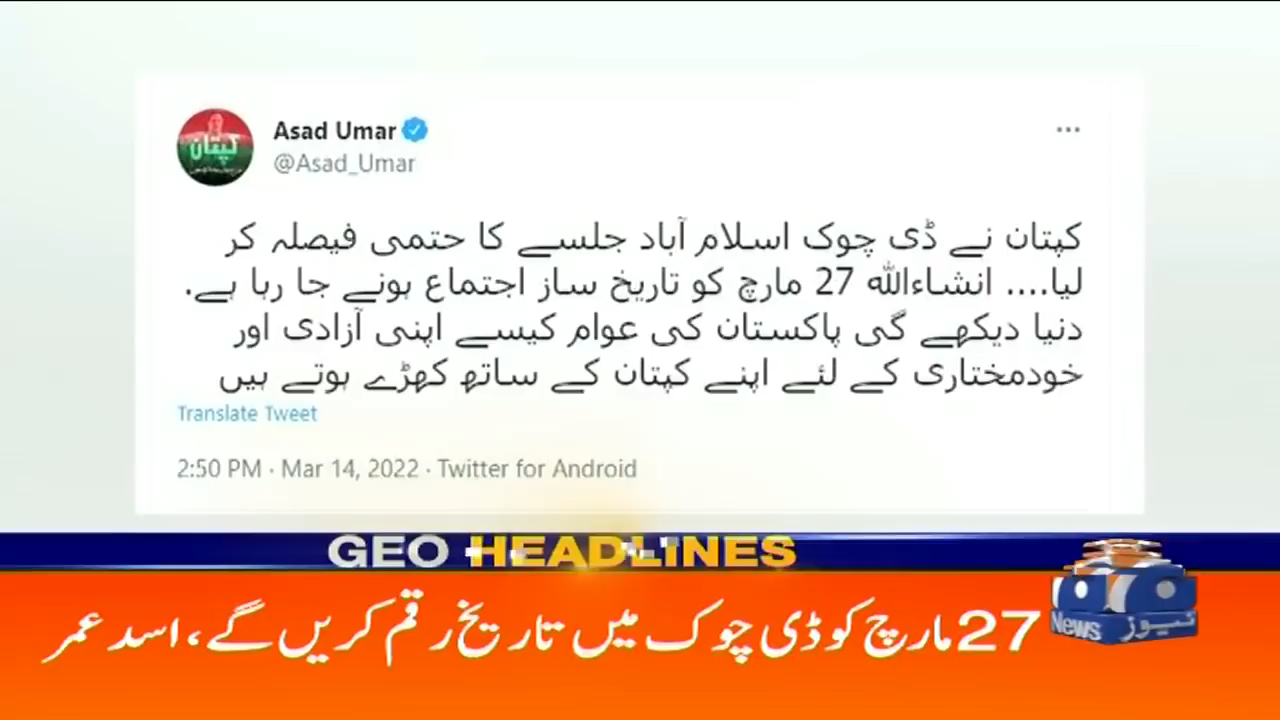 کپتان
Asad Umar
@Asad_Umar
کپتان نے ڈی چوک اسلام آباد جلسے کا حتمی فیصلہ کر
لیا.... انشاءاللہ 27 مارچ کو تاریخ ساز اجتماع ہونے جا رہا ہے.
دنیا دیکھے گی پاکستان کی عوام کیسے اپنی آزادی اور
خودمختاری کے لئے اپنے کپتان کے ساتھ کھڑے ہوتے ہیں
Translate Tweet
2:50 PM · Mar 14, 2022 · Twitter for Android
GEO HEADLINES
27 مارچ کو ڈی چوک میں تاریخ رقم کریں گے، اسد عمر
News نیوز